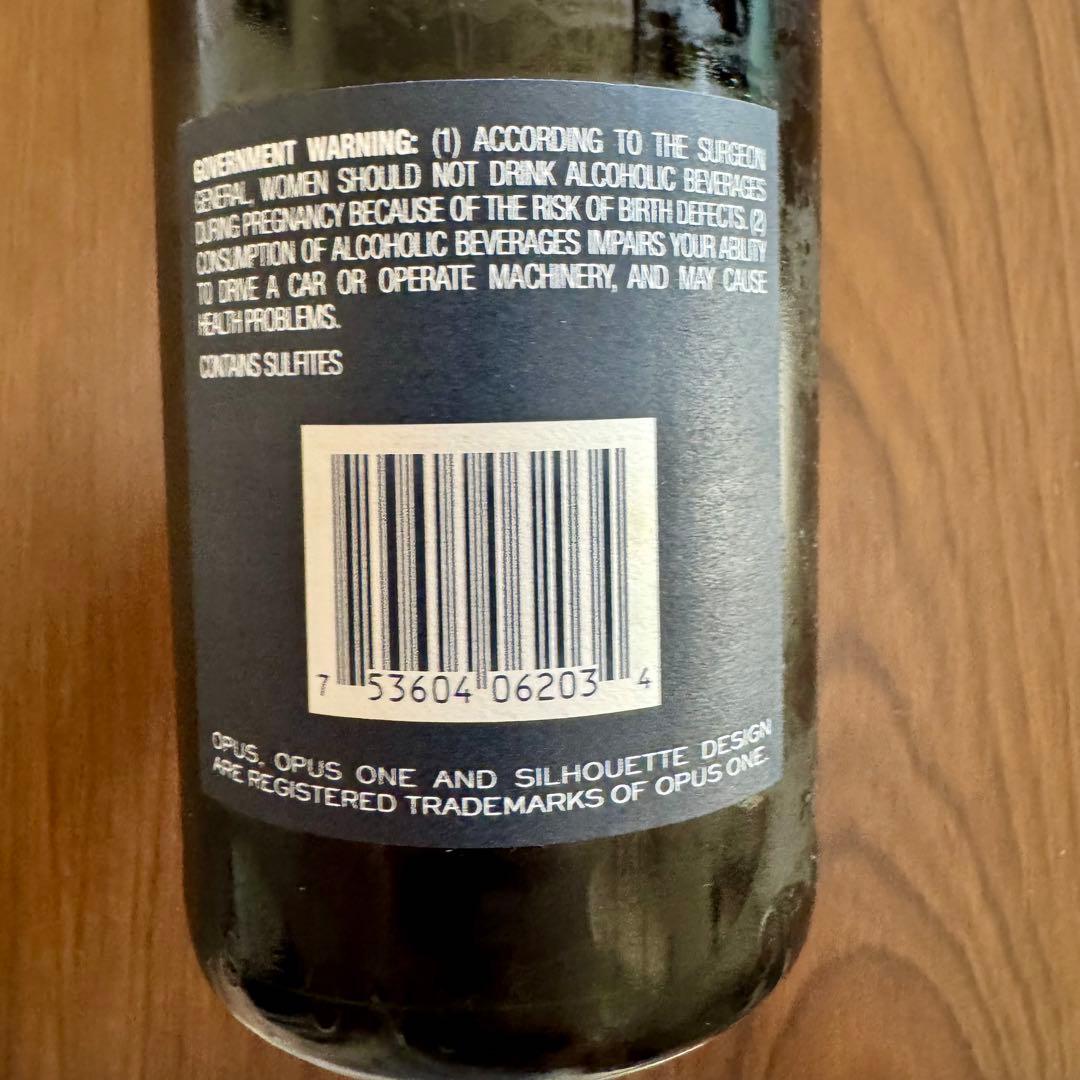 GOVERNMENT WARNING: (1) ACCORDING TO THE SURGEON
GENERAL, WOMEN SHOULD NOT DRINK ALCOHOLIC BEVERAGES
DURING PREGNANCY BECAUSE OF THE RISK OF BIRTH DEFECTS. (2)
CONSUMPTION OF ALCOHOLIC BEVERAGES IMPAIRS YOUR ABILITY
TO DRIVE A CAR OR OPERATE MACHINERY, AND MAY CAUSE
HEALTH PROBLEMS.
CONTAINS SULFITES
7 53604 06203 4
OPUS, OPUS ONE AND SILHOUETTE DESIGN
ARE REGISTERED TRADEMARKS OF OPUS ONE.